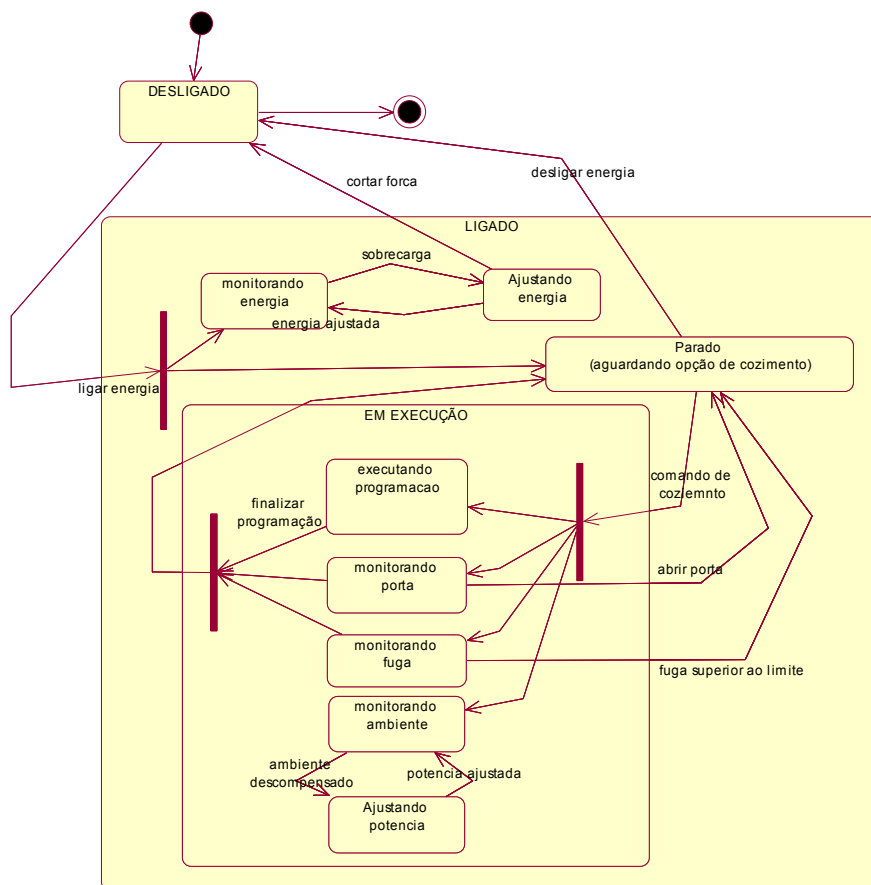 DESLIGADO
desligar energia
cortar forca
LIGADO
sobrecarga
monitorando
energia
Ajustando
energia
energia ajustada
Parado
(aguardando opção de cozimento)
ligar energia
EM EXECUÇÃO
executando
programacao
comando de
coziemnto
finalizar
programação
monitorando
porta
abrir porta
monitorando
fuga
fuga superior ao limite
monitorando
ambiente
ambiente
descompensado
potencia ajustada
Ajustando
potencia